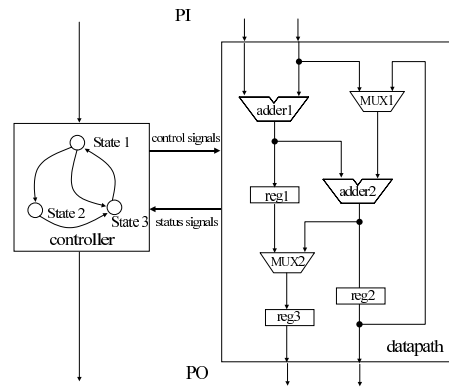 PI
MUX1
adder1
State 1
control signals
reg1
adder2
State 2
State 3
status signals
controller
MUX2
reg2
reg3
datapath
PO